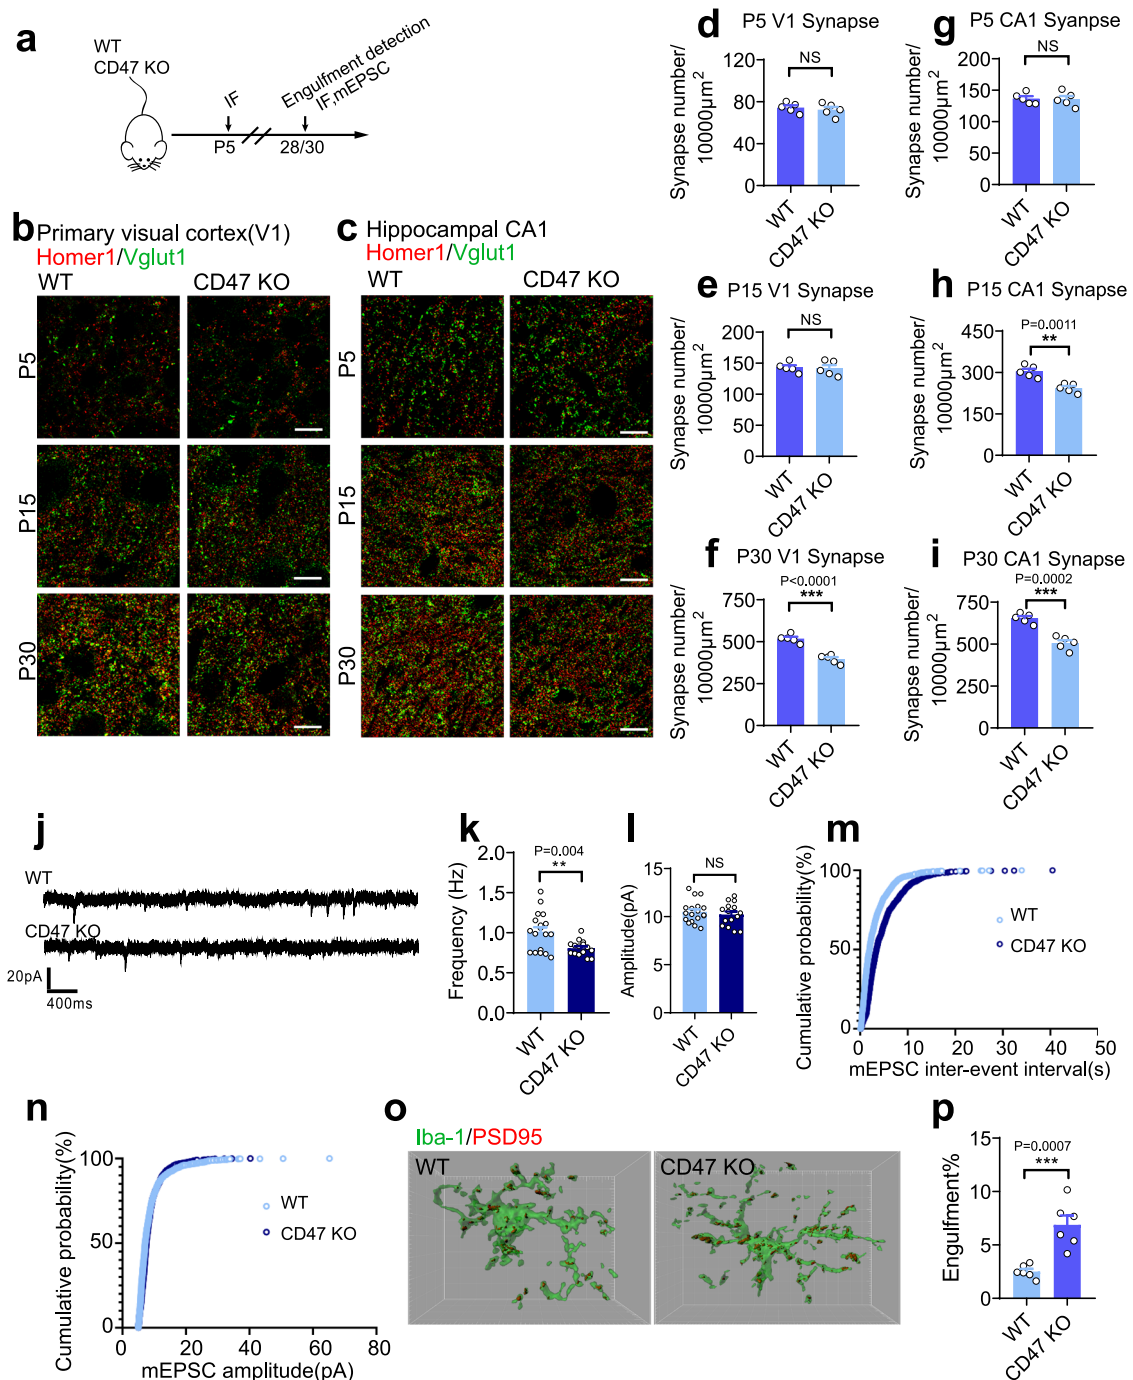 a
WT
CD47 KO
IF
Engulfment detection
IF,mEPSC
P5
28/30
b Primary visual cortex(V1)
Homer1/Vglut1
WT
CD47 KO
P5
P15
P30
c Hippocampal CA1
Homer1/Vglut1
WT
CD47 KO
P5
P15
P30
d P5 V1 Synapse
NS
Synapse number/
10000µm²
120
80
40
0
WT
CD47 KO
g P5 CA1 Syanpse
NS
Synapse number/
10000µm²
200
150
100
50
0
WT
CD47 KO
e P15 V1 Synapse
NS
Synapse number/
10000µm²
200
150
100
50
0
WT
CD47 KO
h P15 CA1 Synapse
P=0.0011
**
Synapse number/
10000µm²
450
300
150
0
WT
CD47 KO
f P30 V1 Synapse
P<0.0001
***
Synapse number/
10000µm²
750
500
250
0
WT
CD47 KO
i P30 CA1 Synapse
P=0.0002
***
Synapse number/
10000µm²
750
500
250
0
WT
CD47 KO
j
WT
CD47 KO
20pA
400ms
k
P=0.004
**
Frequency (Hz)
2.0
1.5
1.0
0.5
0.0
WT
CD47 KO
l
NS
Amplitude(pA)
15
10
5
0
WT
CD47 KO
m
Cumulative probability(%)
100
50
0
WT
CD47 KO
0 10 20 30 40 50
mEPSC inter-event interval(s)
n
Cumulative probability(%)
100
50
0
WT
CD47 KO
0 20 40 60 80
mEPSC amplitude(pA)
o
Iba-1/PSD95
WT
CD47 KO
p
P=0.0007
***
Engulfment%
15
10
5
0
WT
CD47 KO